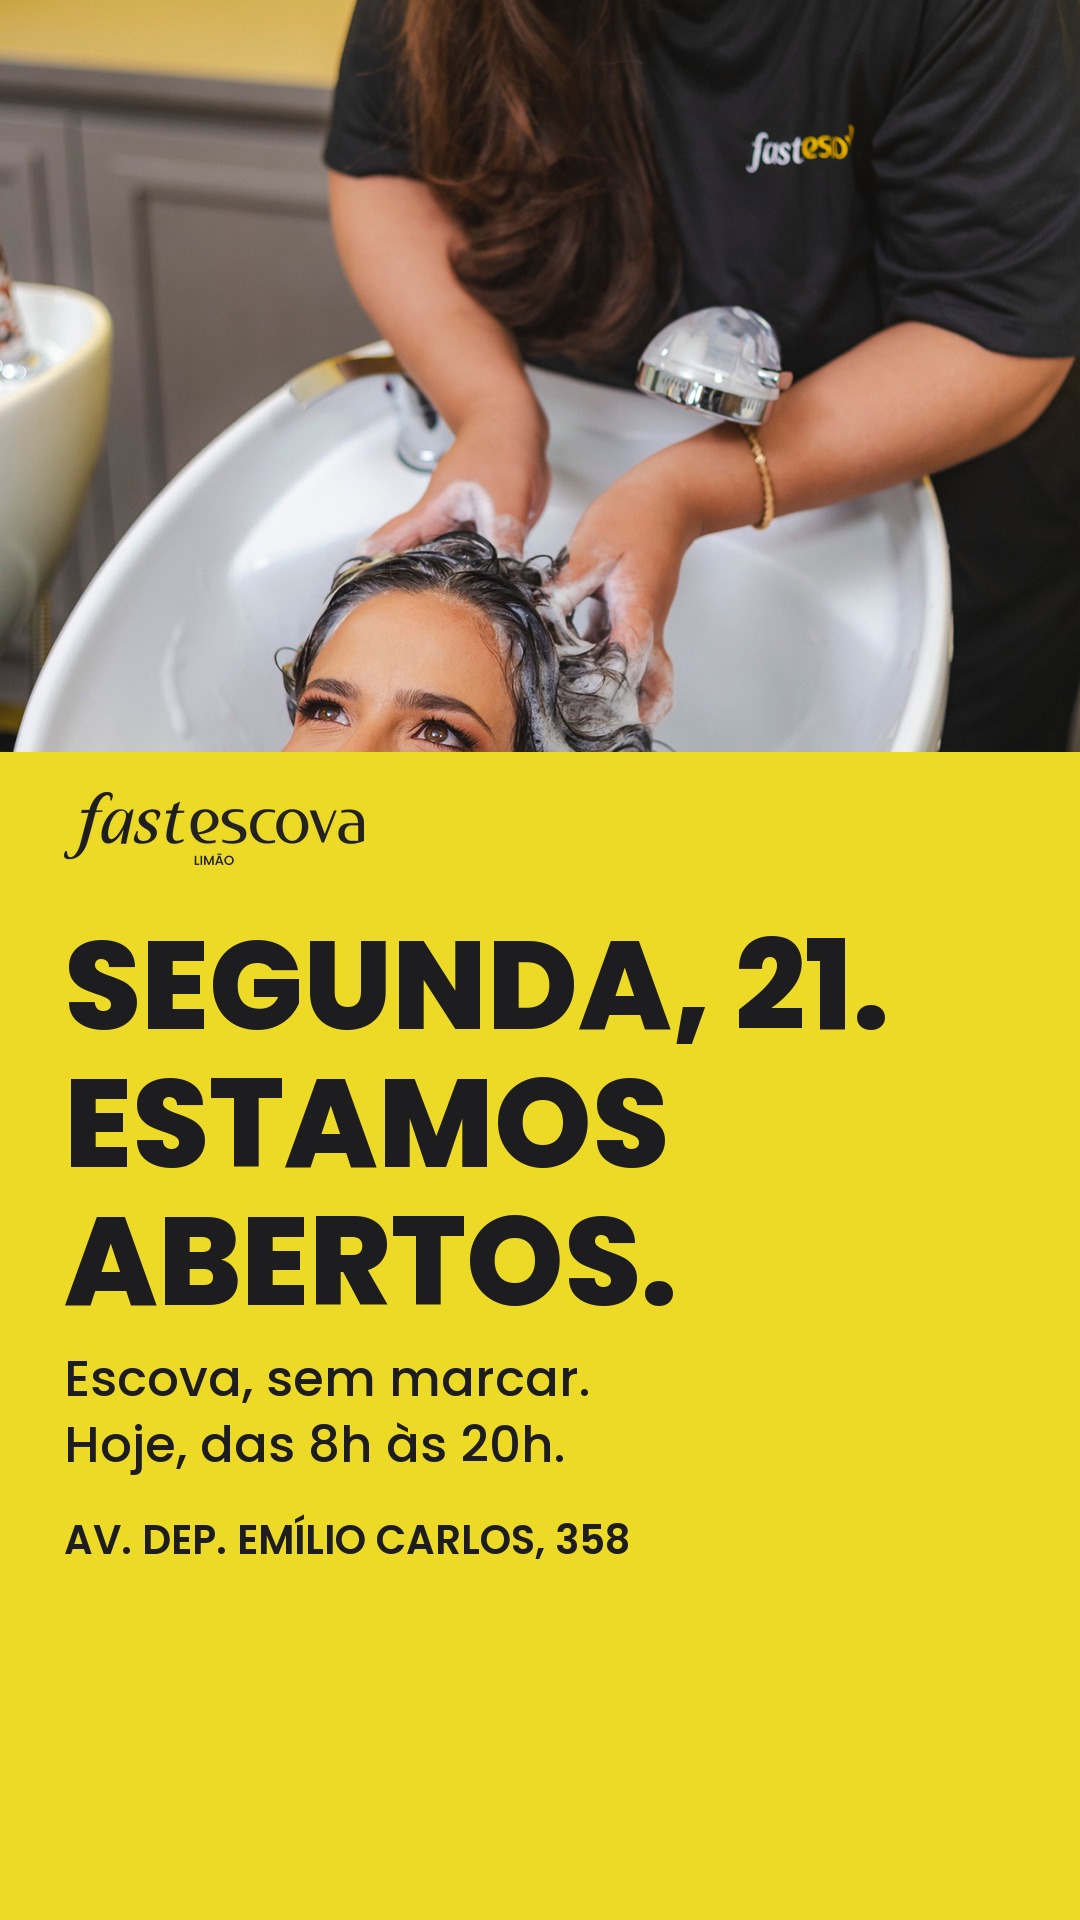 fastesco
fastescova
LIMÃO
SEGUNDA, 21.
ESTAMOS
ABERTOS.
Escova, sem marcar.
Hoje, das 8h às 20h.
AV. DEP. EMÍLIO CARLOS, 358